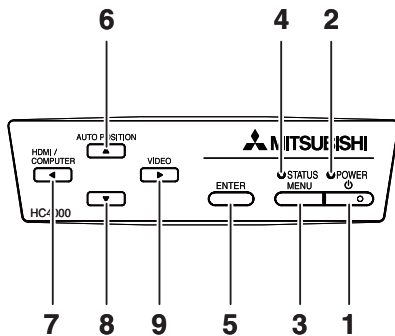 6 4 2
AUTO POSITION
MITSUBISHI
HDMI /
COMPUTER
VIDEO
STATUS POWER
ENTER MENU
HC4000
7 8 9 5 3 1